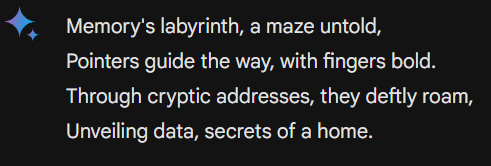 Memory's labyrinth, a maze untold,
Pointers guide the way, with fingers bold.
Through cryptic addresses, they deftly roam,
Unveiling data, secrets of a home.